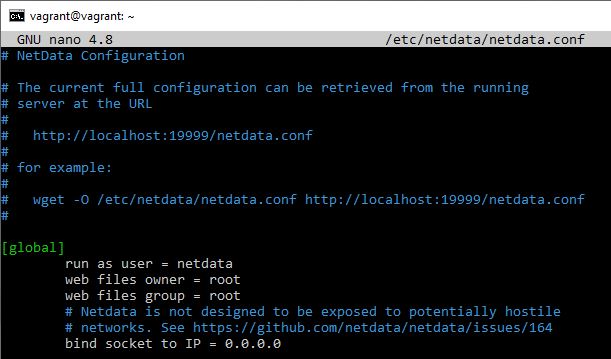 vagrant@vagrant: ~
GNU nano 4.8 /etc/netdata/netdata.conf
# NetData Configuration
# The current full configuration can be retrieved from the running
# server at the URL
#
#   http://localhost:19999/netdata.conf
#
# for example:
#
#   wget -O /etc/netdata/netdata.conf http://localhost:19999/netdata.conf
#
[global]
run as user = netdata
web files owner = root
web files group = root
# Netdata is not designed to be exposed to potentially hostile
# networks. See https://github.com/netdata/netdata/issues/164
bind socket to IP = 0.0.0.0